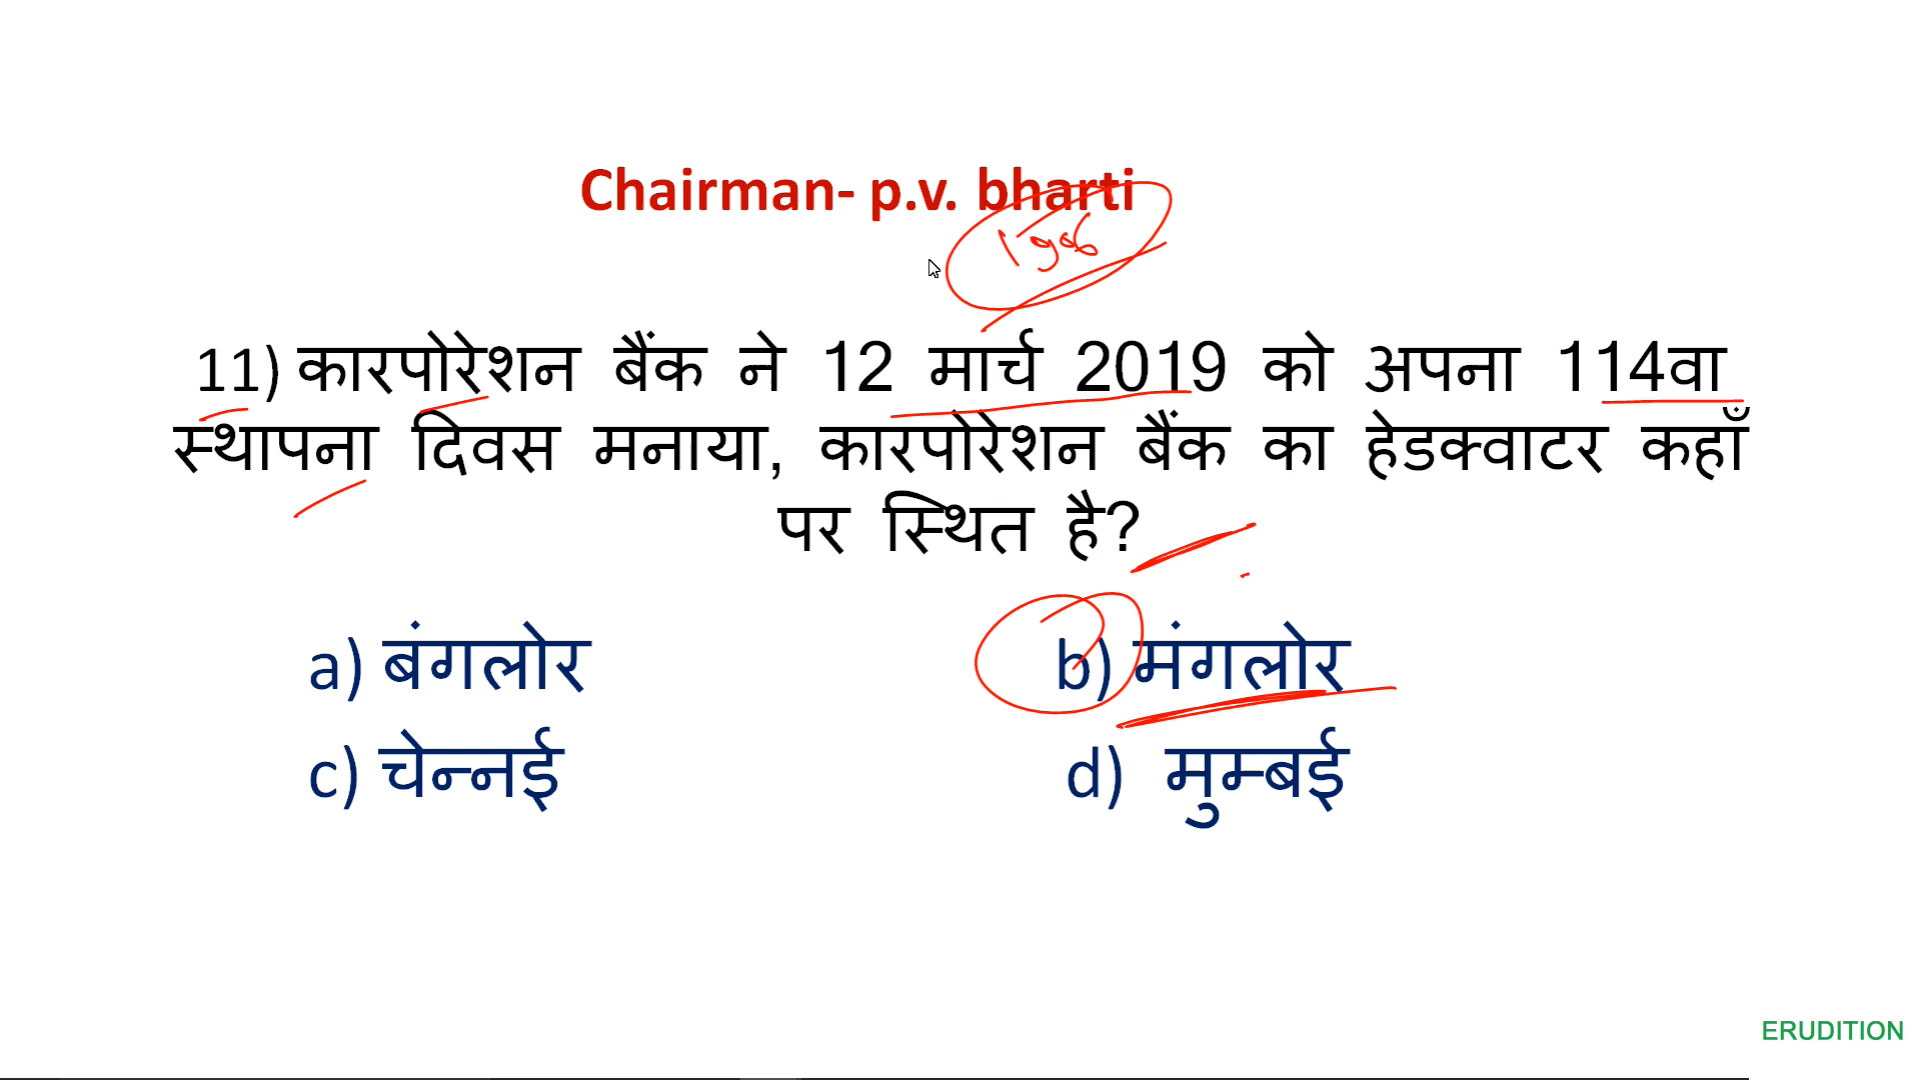 Chairman- p.v. bharti
1906
11) कारपोरेशन बैंक ने 12 मार्च 2019 को अपना 114वा
स्थापना दिवस मनाया, कारपोरेशन बैंक का हेडक्वाटर कहाँ
पर स्थित है?
a) बंगलोर b) मंगलोर
c) चेन्नई d) मुम्बई
ERUDITION